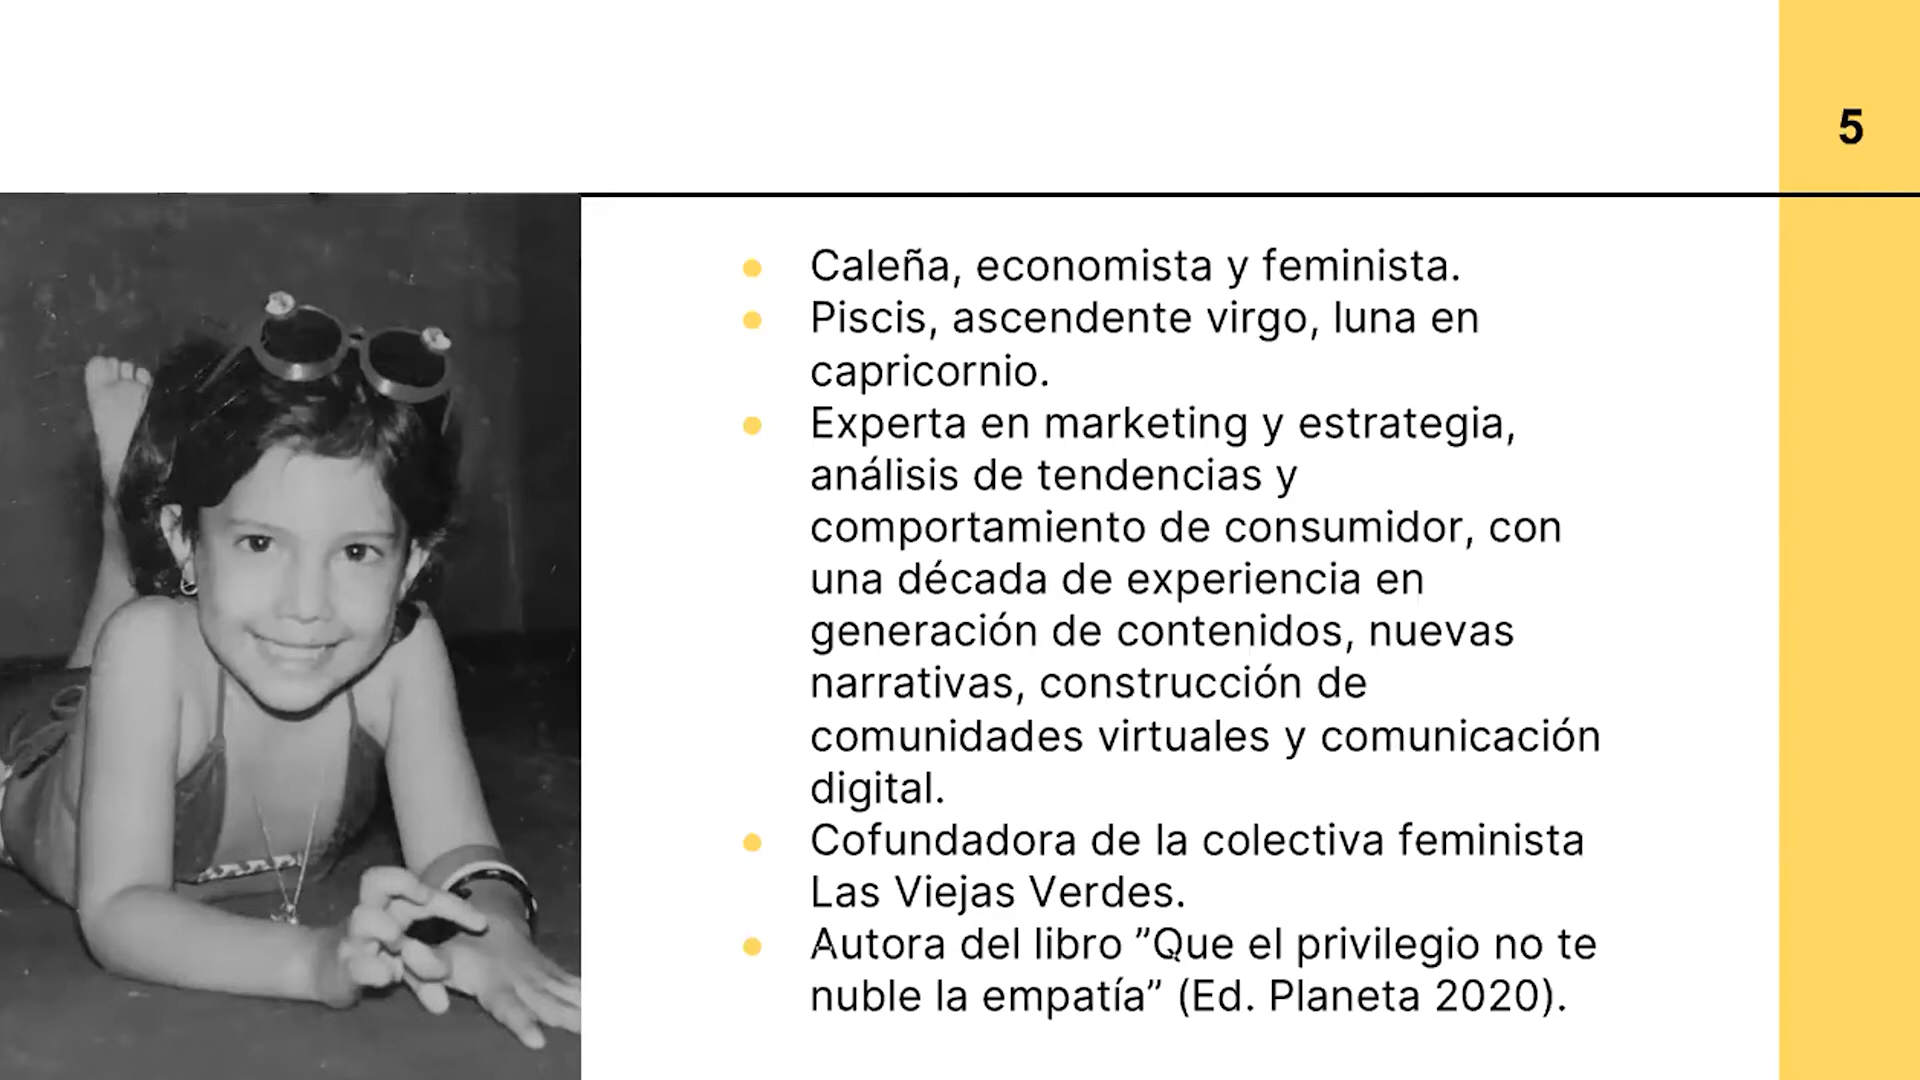 5
Caleña, economista y feminista.
Piscis, ascendente virgo, luna en
capricornio.
Experta en marketing y estrategia,
análisis de tendencias y
comportamiento de consumidor, con
una década de experiencia en
generación de contenidos, nuevas
narrativas, construcción de
comunidades virtuales y comunicación
digital.
Cofundadora de la colectiva feminista
Las Viejas Verdes.
Autora del libro ”Que el privilegio no te
nuble la empatía” (Ed. Planeta 2020).